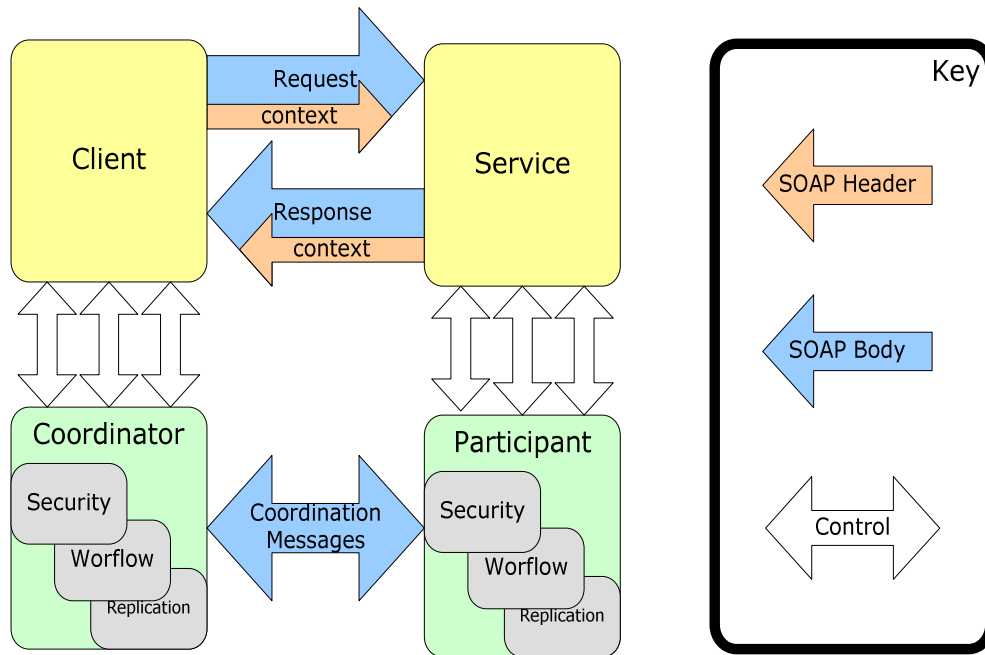 Key
Request
context
Client
Service
Response
context
SOAP Header
SOAP Body
Coordinator
Security
Worflow
Replication
Coordination
Messages
Participant
Security
Worflow
Replication
Control